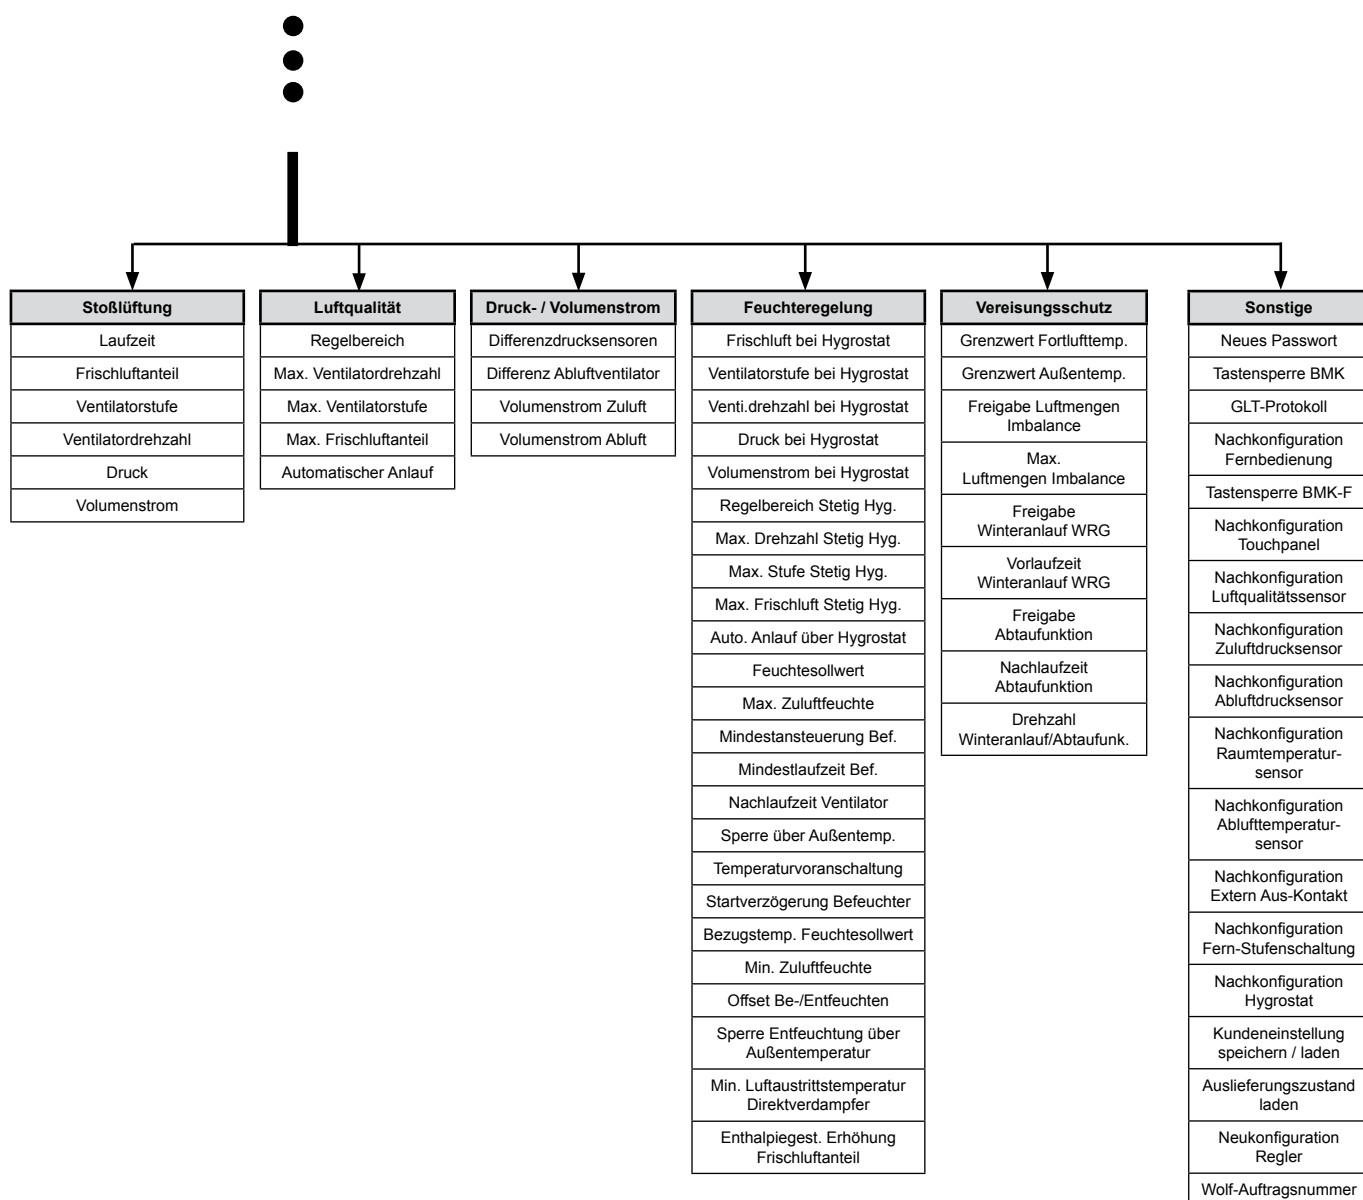 Stoßlüftung
Laufzeit
Frischluftanteil
Ventilatorstufe
Ventilatordrehzahl
Druck
Volumenstrom
Luftqualität
Regelbereich
Max. Ventilatordrehzahl
Max. Ventilatorstufe
Max. Frischluftanteil
Automatischer Anlauf
Druck- / Volumenstrom
Differenzdrucksensoren
Differenz Abluftventilator
Volumenstrom Zuluft
Volumenstrom Abluft
Feuchteregelung
Frischluft bei Hygrostat
Ventilatorstufe bei Hygrostat
Venti.drehzahl bei Hygrostat
Druck bei Hygrostat
Volumenstrom bei Hygrostat
Regelbereich Stetig Hyg.
Max. Drehzahl Stetig Hyg.
Max. Stufe Stetig Hyg.
Max. Frischluft Stetig Hyg.
Auto. Anlauf über Hygrostat
Feuchtesollwert
Max. Zuluftfeuchte
Mindestansteuerung Bef.
Mindestlaufzeit Bef.
Nachlaufzeit Ventilator
Sperre über Außentemp.
Temperaturvoranschaltung
Startverzögerung Befeuchter
Bezugstemp. Feuchtesollwert
Min. Zuluftfeuchte
Offset Be-/Entfeuchten
Sperre Entfeuchtung über
Außentemperatur
Min. Luftaustrittstemperatur
Direktverdampfer
Enthalpiegest. Erhöhung
Frischluftanteil
Vereisungsschutz
Grenzwert Fortlufttemp.
Grenzwert Außentemp.
Freigabe Luftmengen
Imbalance
Max.
Luftmengen Imbalance
Freigabe
Winteranlauf WRG
Vorlaufzeit
Winteranlauf WRG
Freigabe
Abtaufunktion
Nachlaufzeit
Abtaufunktion
Drehzahl
Winteranlauf/Abtaufunk.
Sonstige
Neues Passwort
Tastensperre BMK
GLT-Protokoll
Nachkonfiguration
Fernbedienung
Tastensperre BMK-F
Nachkonfiguration
Touchpanel
Nachkonfiguration
Luftqualitätssensor
Nachkonfiguration
Zuluftdrucksensor
Nachkonfiguration
Abluftdrucksensor
Nachkonfiguration
Raumtemperatur-
sensor
Nachkonfiguration
Ablufttemperatur-
sensor
Nachkonfiguration
Extern Aus-Kontakt
Nachkonfiguration
Fern-Stufenschaltung
Nachkonfiguration
Hygrostat
Kundeneinstellung
speichern / laden
Auslieferungszustand
laden
Neukonfiguration
Regler
Wolf-Auftragsnummer